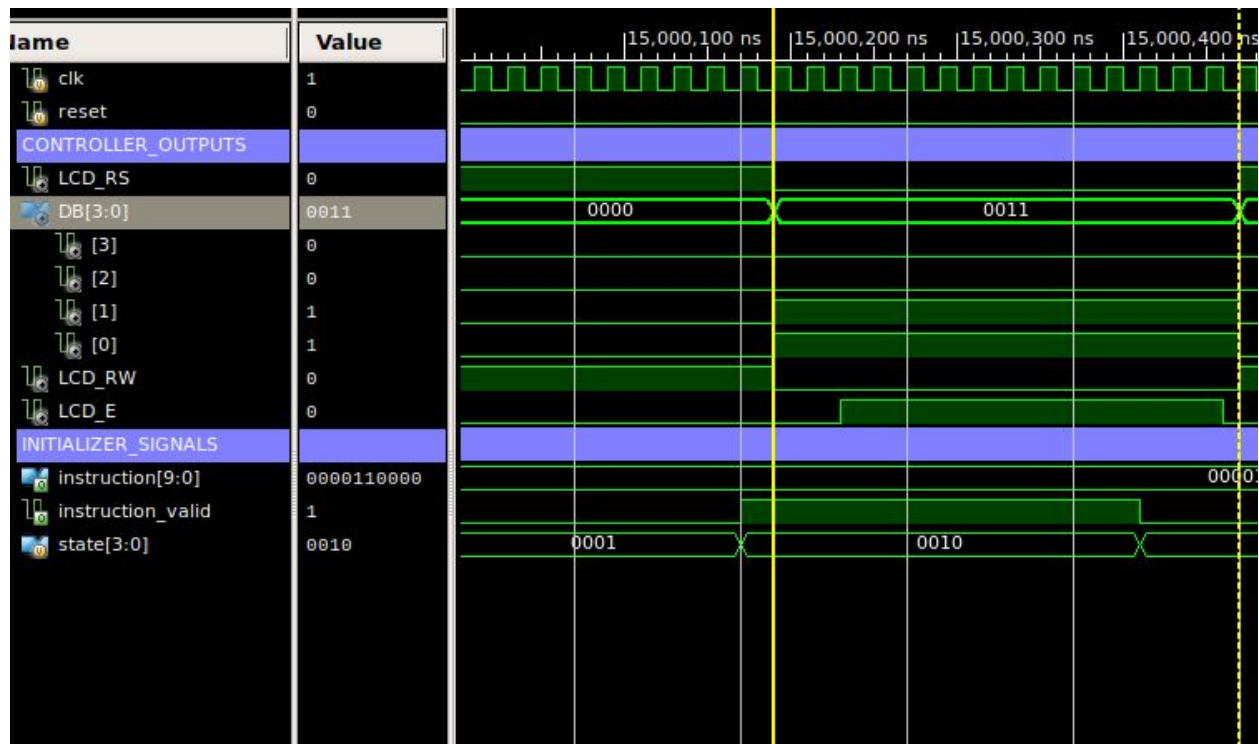 Name Value 15,000,100 ns 15,000,200 ns 15,000,300 ns 15,000,400 ns
clk 1
reset 0
CONTROLLER_OUTPUTS
LCD_RS 0
DB[3:0] 0011 0000 0011
[3] 0
[2] 0
[1] 1
[0] 1
LCD_RW 0
LCD_E 0
INITIALIZER_SIGNALS
instruction[9:0] 0000110000
instruction_valid 1
state[3:0] 0010 0001 0010